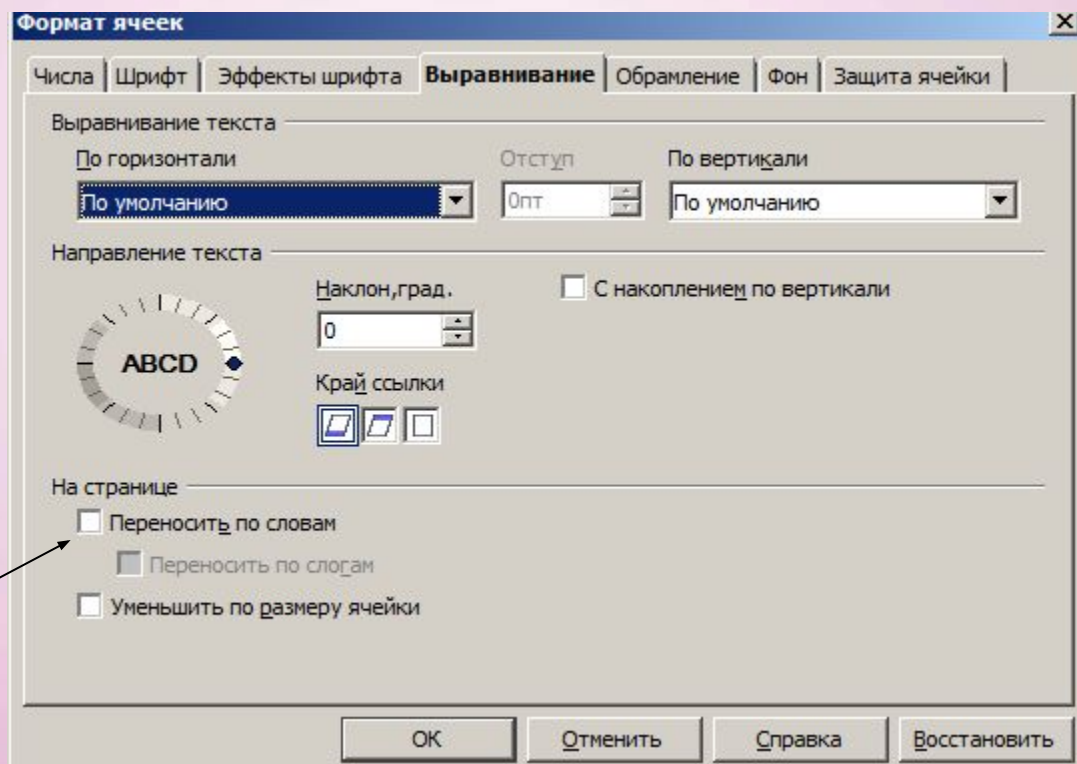 Формат ячеек
Числа Шрифт Эффекты шрифта Выравнивание Обрамление Фон Защита ячейки
Выравнивание текста
По горизонтали Отступ По вертикали
По умолчанию 0пт По умолчанию
Направление текста
Наклон,град. С накоплением по вертикали
0
ABCD
Край ссылки
На странице
Переносить по словам
Переносить по слогам
Уменьшить по размеру ячейки
ОК Отменить Справка Восстановить